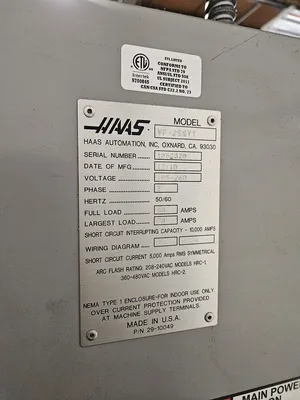 ETL LISTED
CONFORMS TO
NFPA STD 79
ANSI/UL STD 508
UL SUBJECT 2011
CERTIFIED TO
CAN/CSA STD C22.2 NO. 73
Intertek
9700845
HAAS
MODEL
VF-2SSYT
HAAS AUTOMATION, INC, OXNARD, CA. 93030
SERIAL NUMBER
DATE OF MFG.
VOLTAGE
PHASE
HERTZ 50/60
FULL LOAD AMPS
LARGEST LOAD AMPS
SHORT CIRCUIT INTERRUPTING CAPACITY - 10,000 AMPS
WIRING DIAGRAM
SHORT CIRCUIT CURRENT 5,000 Amps RMS SYMMETRICAL
ARC FLASH RATING: 208-240VAC MODELS HRC-1,
380-480VAC MODELS HRC-2.
NEMA TYPE 1 ENCLOSURE-FOR INDOOR USE ONLY.
OVER CURRENT PROTECTION PROVIDED
AT MACHINE SUPPLY TERMINALS.
MADE IN U.S.A.
P/N 29-10049
MAIN POWER